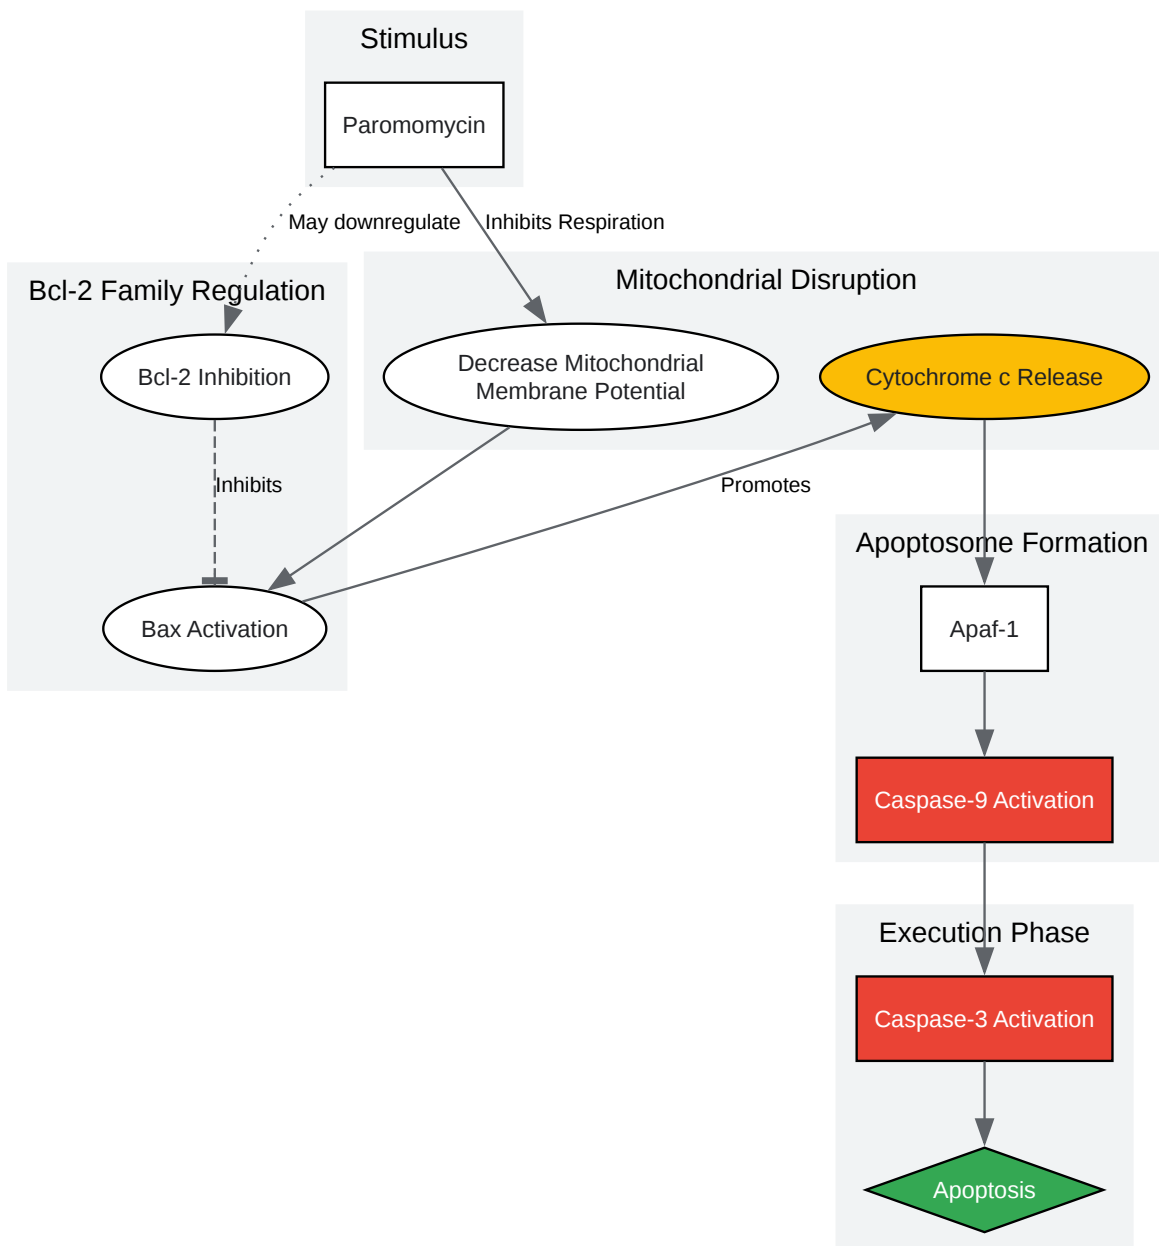 Stimulus
Paromomycin
May downregulate
Inhibits Respiration
Bcl-2 Family Regulation
Mitochondrial Disruption
Bcl-2 Inhibition
Decrease Mitochondrial
Membrane Potential
Cytochrome c Release
Inhibits
Promotes
Apoptosome Formation
Bax Activation
Apaf-1
Caspase-9 Activation
Execution Phase
Caspase-3 Activation
Apoptosis